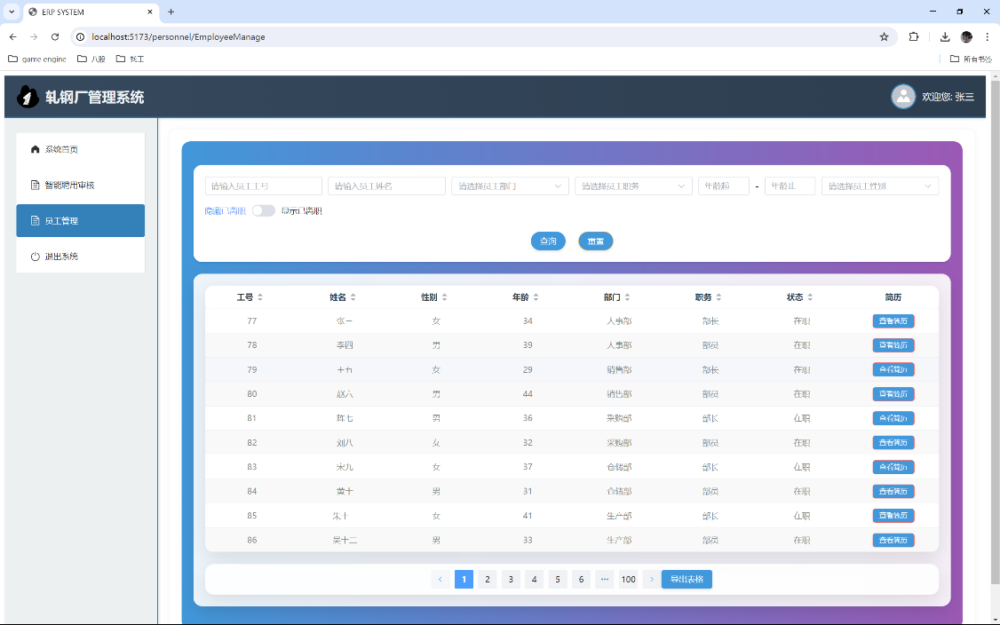 ERP SYSTEM
localhost:5173/personnel/EmployeeManage
game engine 八股 找工 所有书签
轧钢厂管理系统 欢迎您: 张三
系统首页
智能聘用审核
员工管理
退出系统
请输入员工工号 请输入员工姓名 请选择员工部门 请选择员工职务 年龄起 - 年龄止 请选择员工性别
隐藏已离职 显示已离职
查询 重置
工号 姓名 性别 年龄 部门 职务 状态 简历
77 张三 女 34 人事部 部长 在职 查看简历
78 李四 男 39 人事部 部员 在职 查看简历
79 王五 女 29 销售部 部长 在职 查看简历
80 赵六 男 44 销售部 部员 在职 查看简历
81 陈七 男 36 采购部 部长 在职 查看简历
82 刘八 女 32 采购部 部员 在职 查看简历
83 宋九 女 37 仓储部 部长 在职 查看简历
84 黄十 男 31 仓储部 部员 在职 查看简历
85 朱十一 女 41 生产部 部长 在职 查看简历
86 吴十二 男 33 生产部 部员 在职 查看简历
1 2 3 4 5 6 ··· 100 导出表格